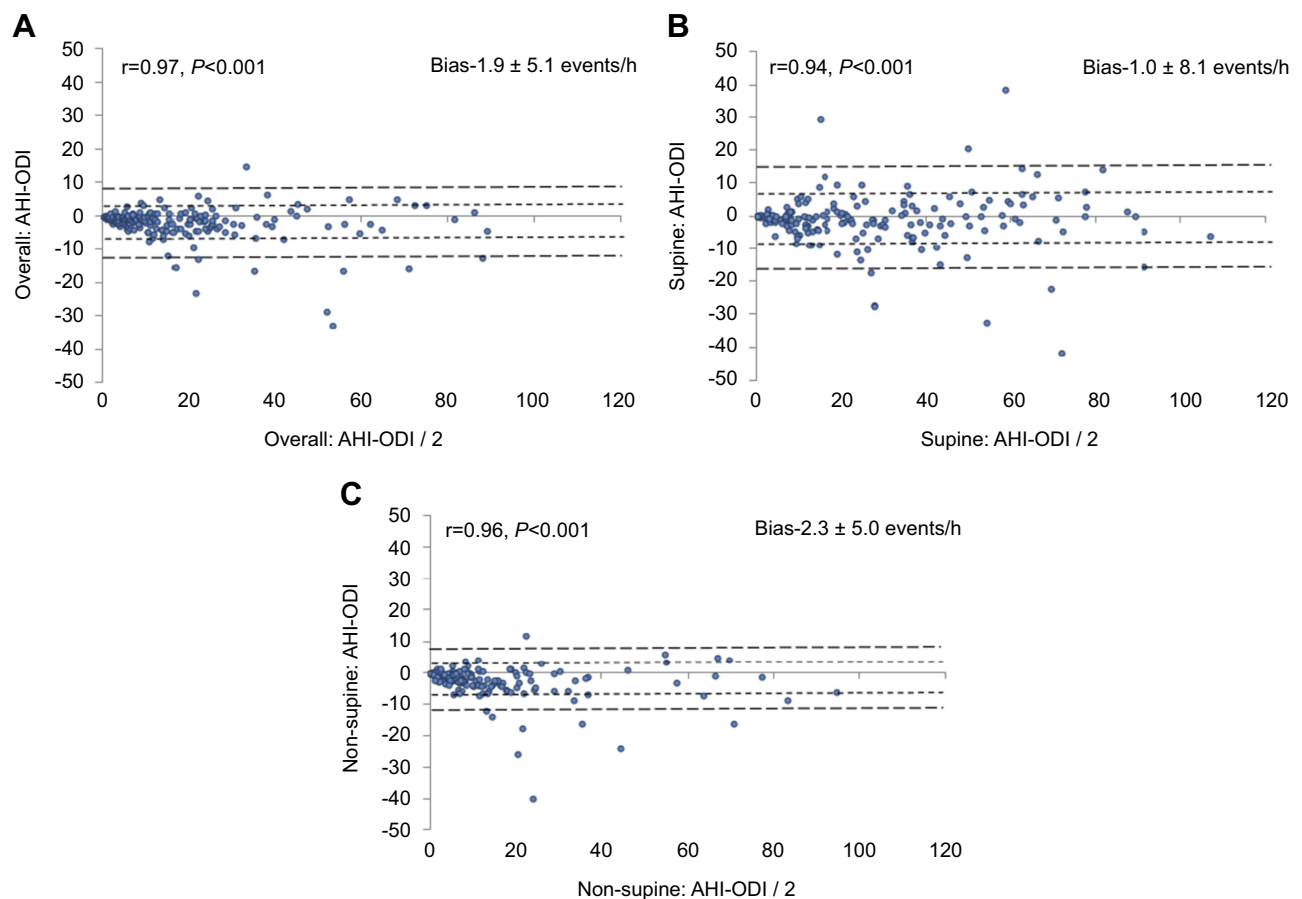 A
r=0.97, P<0.001
Bias-1.9 ± 5.1 events/h
Overall: AHI-ODI
50
40
30
20
10
0
-10
-20
-30
-40
-50
0 20 40 60 80 100 120
Overall: AHI-ODI / 2
B
r=0.94, P<0.001
Bias-1.0 ± 8.1 events/h
Supine: AHI-ODI
50
40
30
20
10
0
-10
-20
-30
-40
-50
0 20 40 60 80 100 120
Supine: AHI-ODI / 2
C
r=0.96, P<0.001
Bias-2.3 ± 5.0 events/h
Non-supine: AHI-ODI
50
40
30
20
10
0
-10
-20
-30
-40
-50
0 20 40 60 80 100 120
Non-supine: AHI-ODI / 2